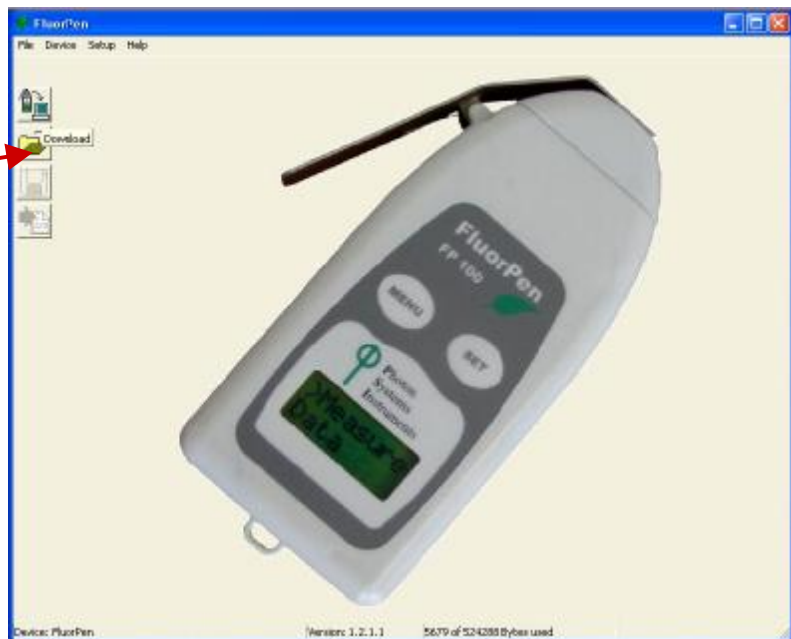 FluorPen
File Device Setup Help
Download
FluorPen
FP 100
MENU
SET
Photon
Systems
Instruments
>Measure
Data
Device: FluorPen Version: 1.2.1.1 5679 of 524288 Bytes used